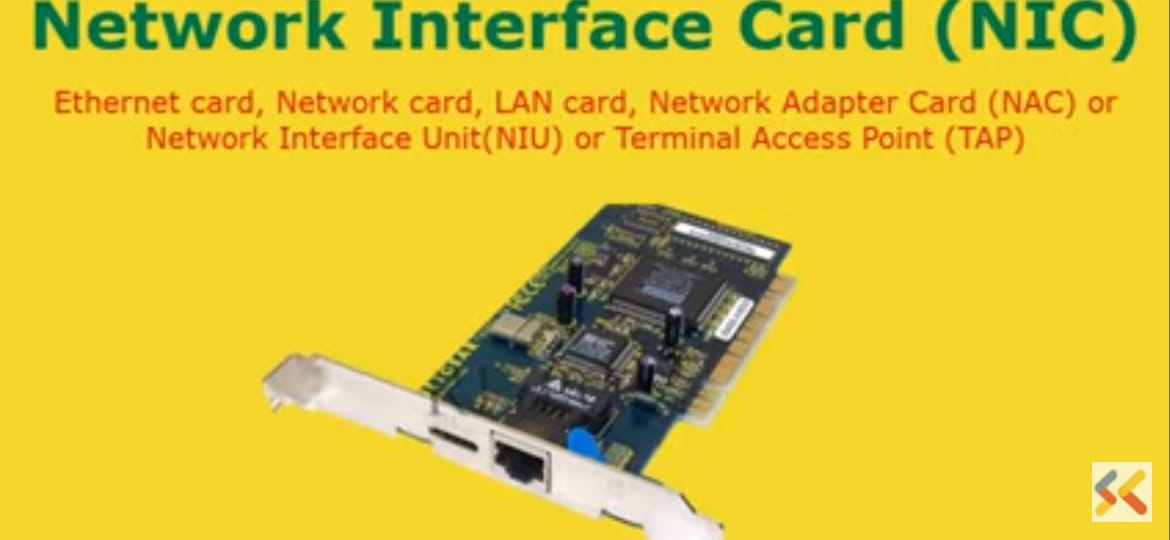 Network Interface Card (NIC)
Ethernet card, Network card, LAN card, Network Adapter Card (NAC) or
Network Interface Unit(NIU) or Terminal Access Point (TAP)